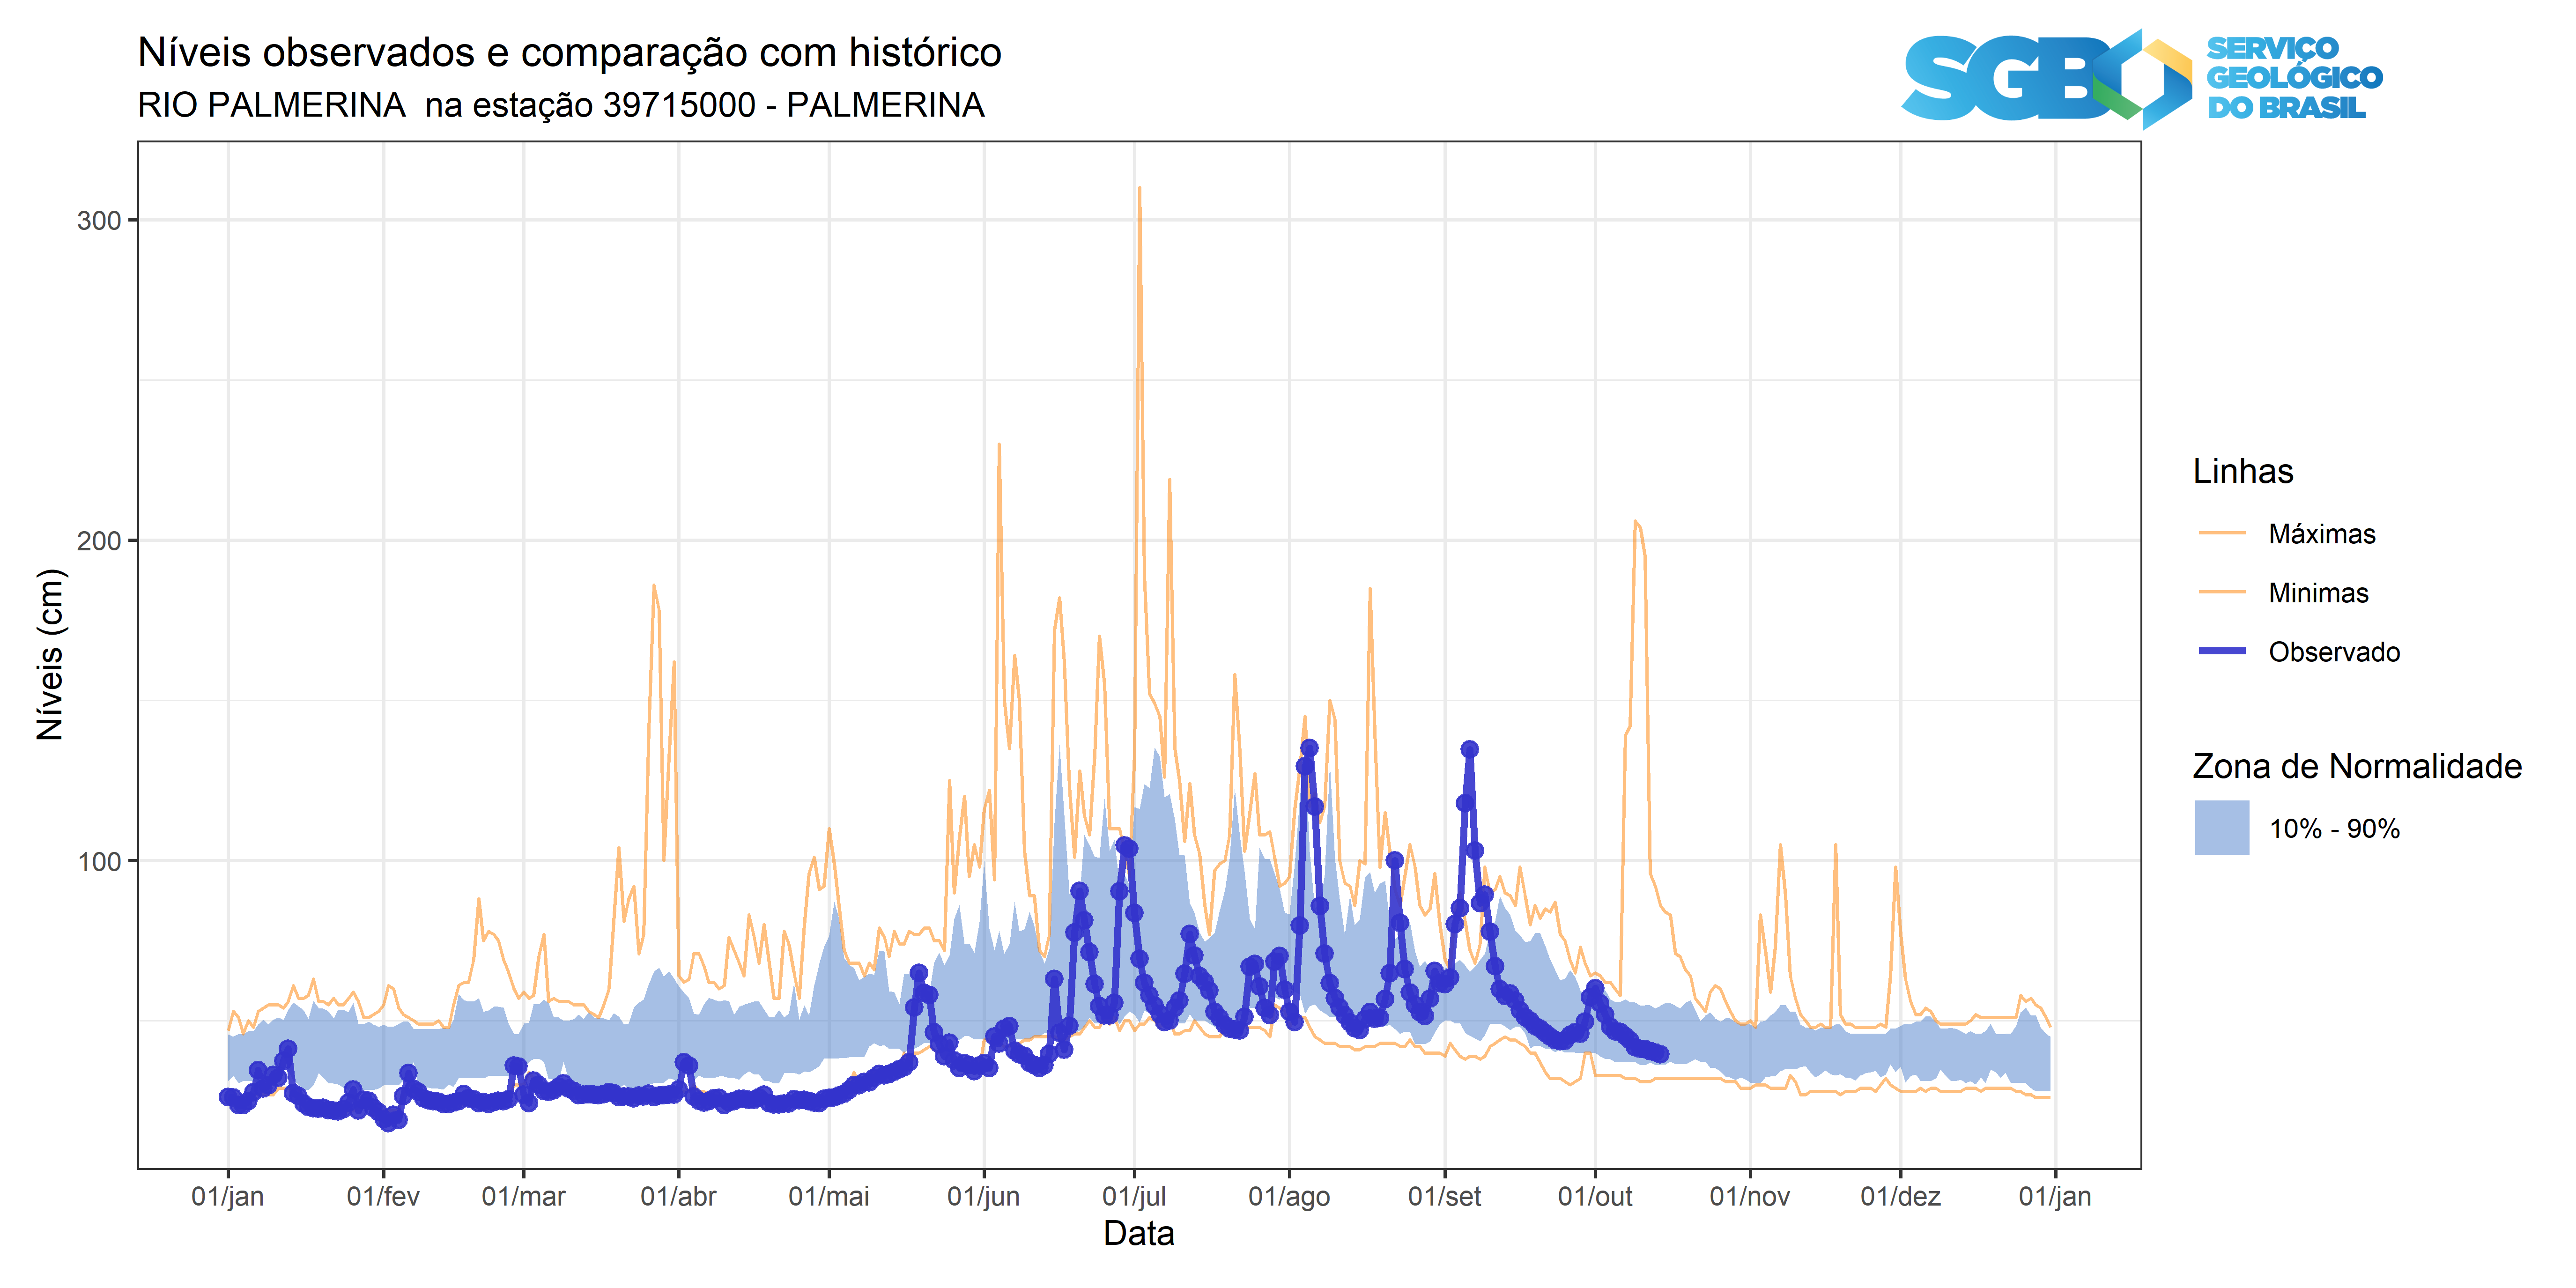 Níveis observados e comparação com histórico
RIO PALMERINA  na estação 39715000 - PALMERINA
SGB
SERVIÇO
GEOLÓGICO
DO BRASIL
Níveis (cm)
300
200
100
01/jan
01/fev
01/mar
01/abr
01/mai
01/jun
01/jul
01/ago
01/set
01/out
01/nov
01/dez
01/jan
Data
Linhas
Máximas
Minimas
Observado
Zona de Normalidade
10% - 90%